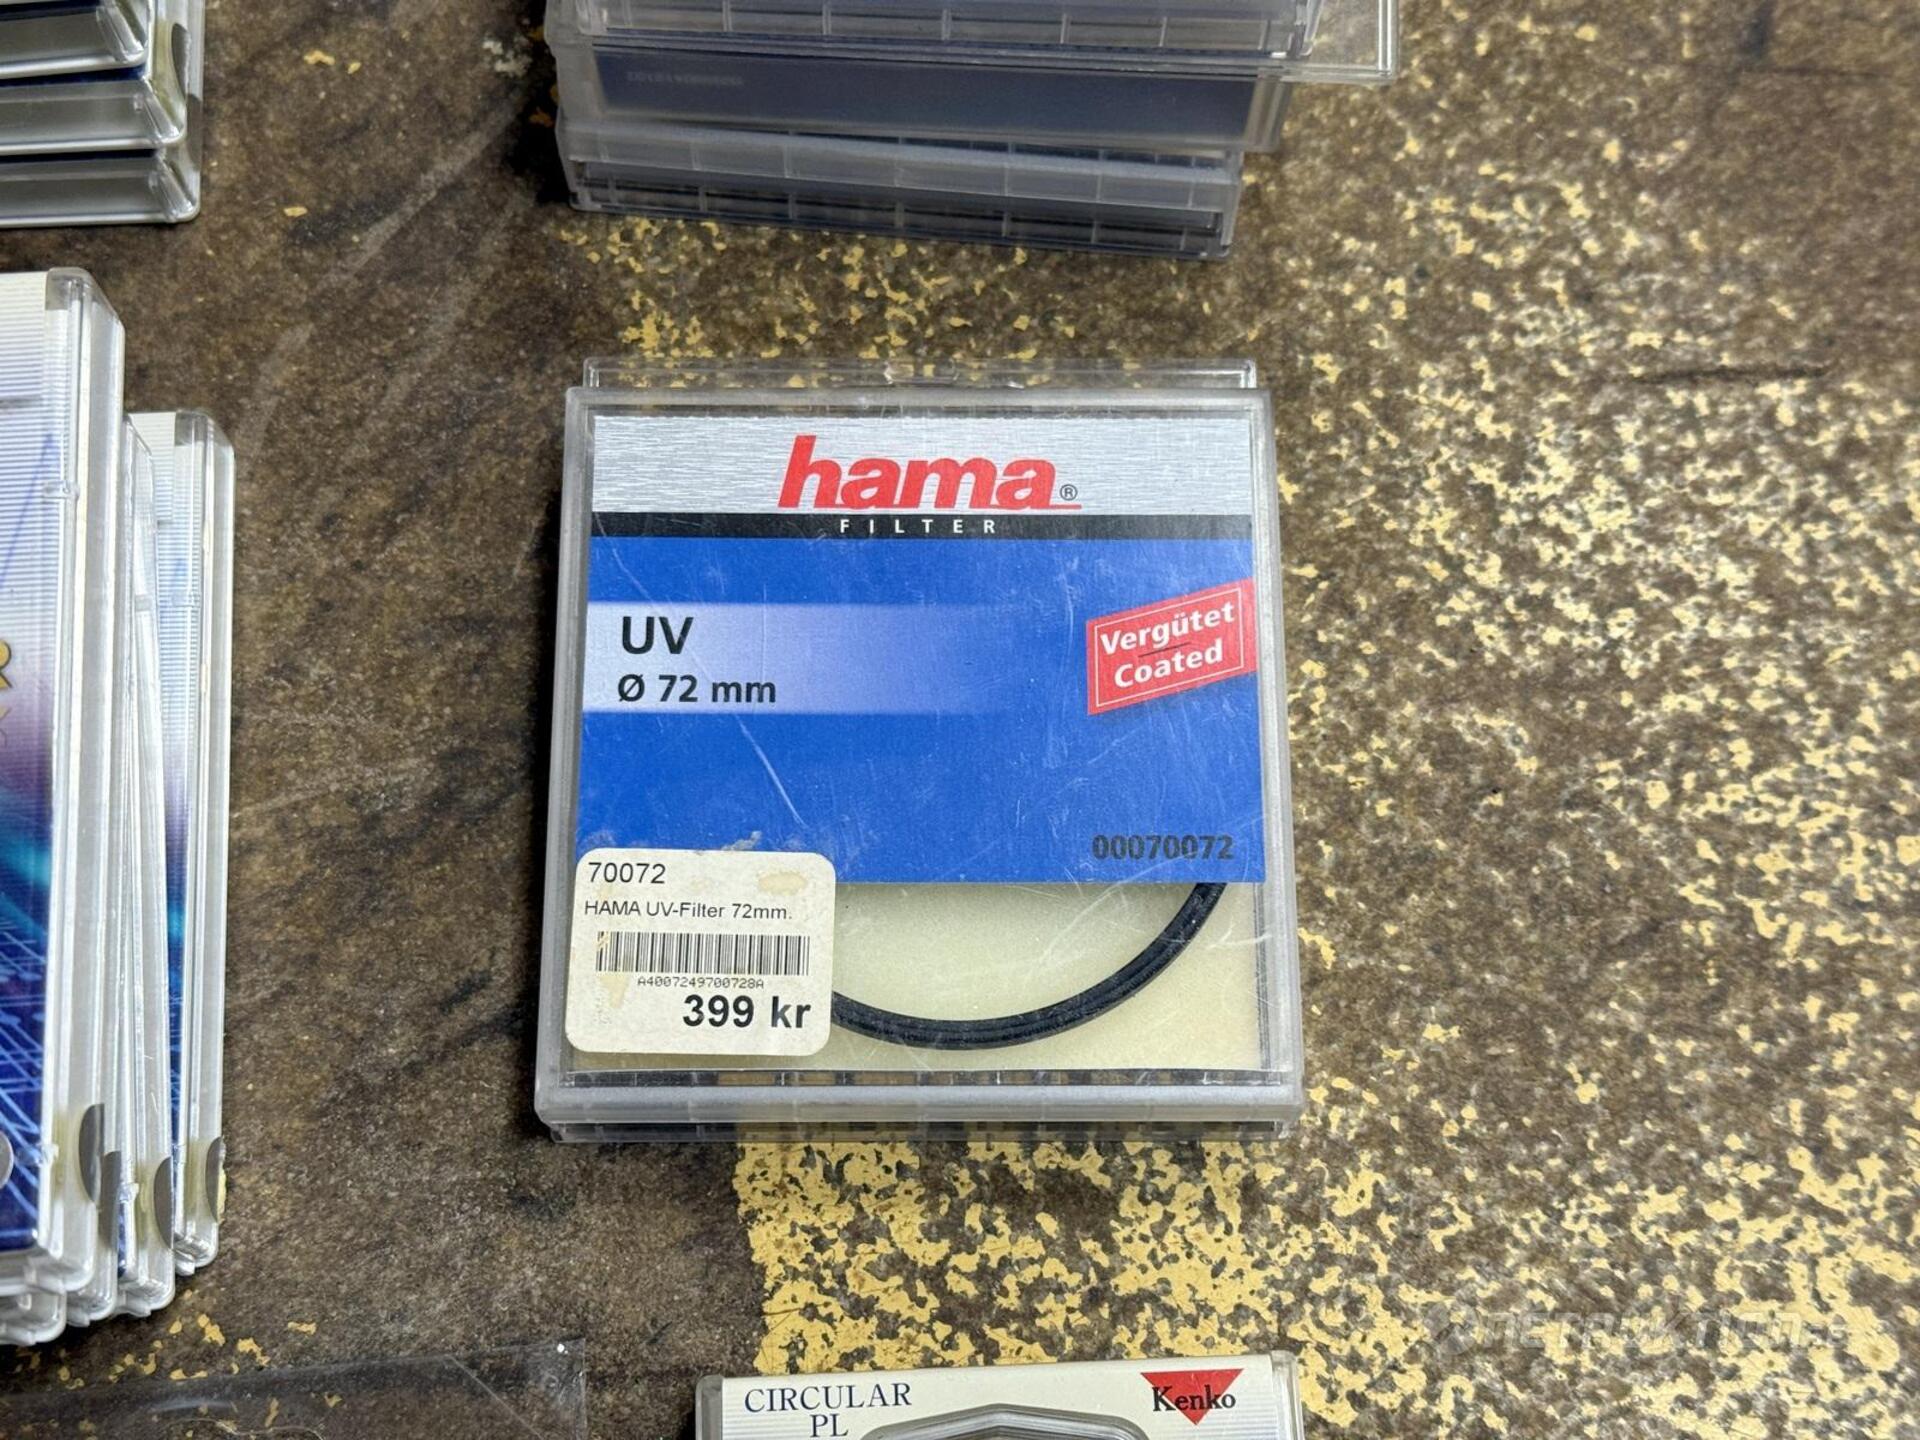 hama®
FILTER
UV
Ø 72 mm
Vergütet
Coated
00070072
70072
HAMA UV-Filter 72mm.
A4007249700728A
399 kr
CIRCULAR
PL
Kenko